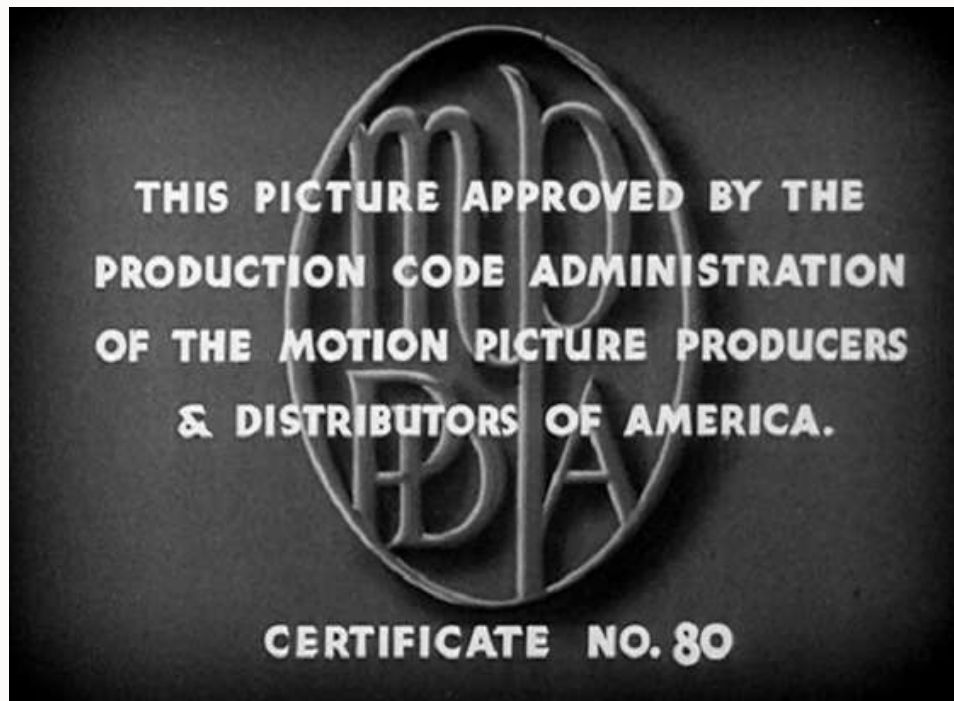 THIS PICTURE APPROVED BY THE
PRODUCTION CODE ADMINISTRATION
OF THE MOTION PICTURE PRODUCERS
& DISTRIBUTORS OF AMERICA.
MPPDA
CERTIFICATE NO. 80